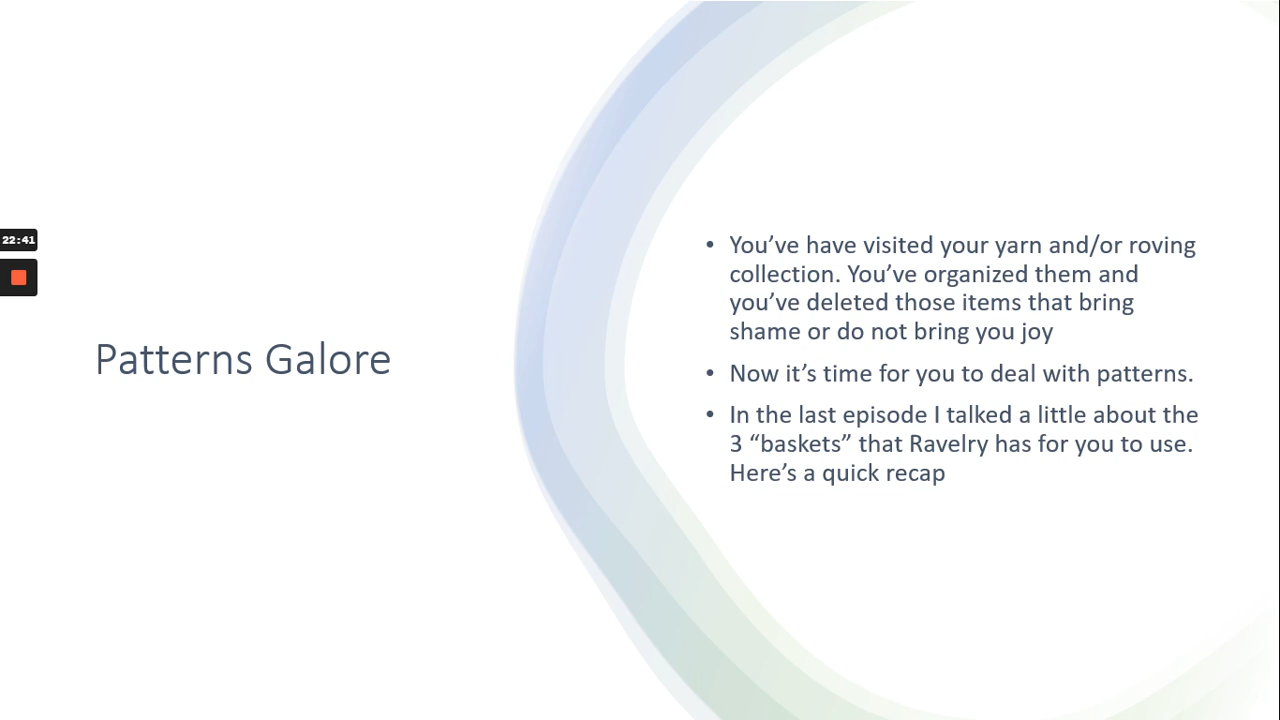 22:41
Patterns Galore
• You’ve have visited your yarn and/or roving
collection. You’ve organized them and
you’ve deleted those items that bring
shame or do not bring you joy
• Now it’s time for you to deal with patterns.
• In the last episode I talked a little about the
3 “baskets” that Ravelry has for you to use.
Here’s a quick recap